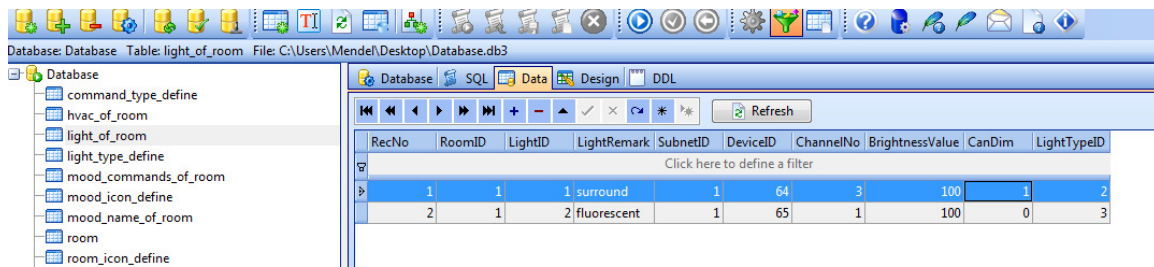 Database: Database Table: light_of_room File: C:\Users\Mendel\Desktop\Database.db3
Database
command_type_define
hvac_of_room
light_of_room
light_type_define
mood_commands_of_room
mood_icon_define
mood_name_of_room
room
room_icon_define
Database SQL Data Design DDL
Refresh
RecNo RoomID LightID LightRemark SubnetID DeviceID ChannelNo BrightnessValue CanDim LightTypeID
Click here to define a filter
1 1 1 surround 1 64 3 100 1 2
2 1 2 fluorescent 1 65 1 100 0 3